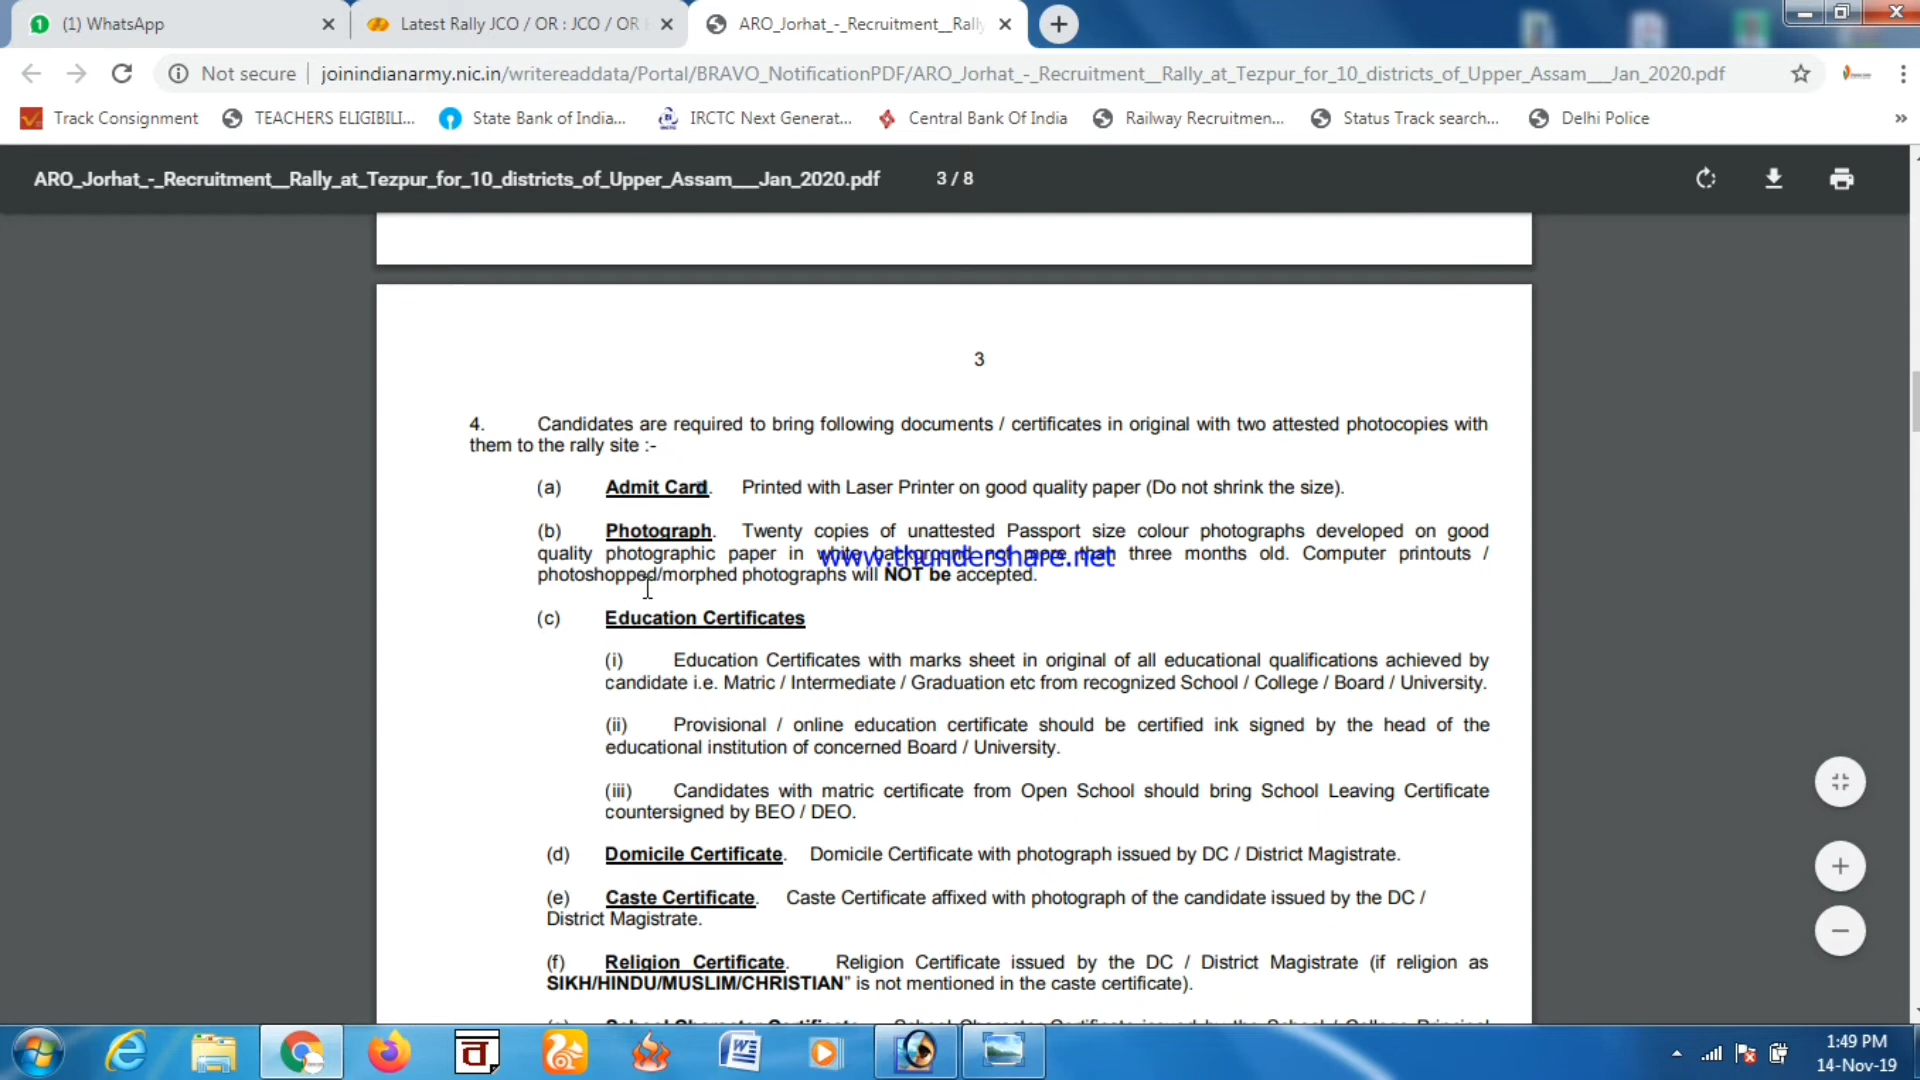 (1) WhatsApp
Latest Rally JCO / OR : JCO / OR
ARO_Jorhat_-_Recruitment__Rally
Not secure
joinindianarmy.nic.in/writereaddata/Portal/BRAVO_NotificationPDF/ARO_Jorhat_-_Recruitment__Rally_at_Tezpur_for_10_districts_of_Upper_Assam___Jan_2020.pdf
Track Consignment
TEACHERS ELIGIBILI...
State Bank of India...
IRCTC Next Generat...
Central Bank Of India
Railway Recruitmen...
Status Track search...
Delhi Police
ARO_Jorhat_-_Recruitment__Rally_at_Tezpur_for_10_districts_of_Upper_Assam___Jan_2020.pdf
3 / 8
3
4. Candidates are required to bring following documents / certificates in original with two attested photocopies with
them to the rally site :-
(a) Admit Card. Printed with Laser Printer on good quality paper (Do not shrink the size).
(b) Photograph. Twenty copies of unattested Passport size colour photographs developed on good
quality photographic paper in white background not more than three months old. Computer printouts /
www.thundershare.net
photoshopped/morphed photographs will NOT be accepted.
(c) Education Certificates
(i) Education Certificates with marks sheet in original of all educational qualifications achieved by
candidate i.e. Matric / Intermediate / Graduation etc from recognized School / College / Board / University.
(ii) Provisional / online education certificate should be certified ink signed by the head of the
educational institution of concerned Board / University.
(iii) Candidates with matric certificate from Open School should bring School Leaving Certificate
countersigned by BEO / DEO.
(d) Domicile Certificate. Domicile Certificate with photograph issued by DC / District Magistrate.
(e) Caste Certificate. Caste Certificate affixed with photograph of the candidate issued by the DC /
District Magistrate.
(f) Religion Certificate. Religion Certificate issued by the DC / District Magistrate (if religion as
SIKH/HINDU/MUSLIM/CHRISTIAN” is not mentioned in the caste certificate).
1:49 PM
14-Nov-19